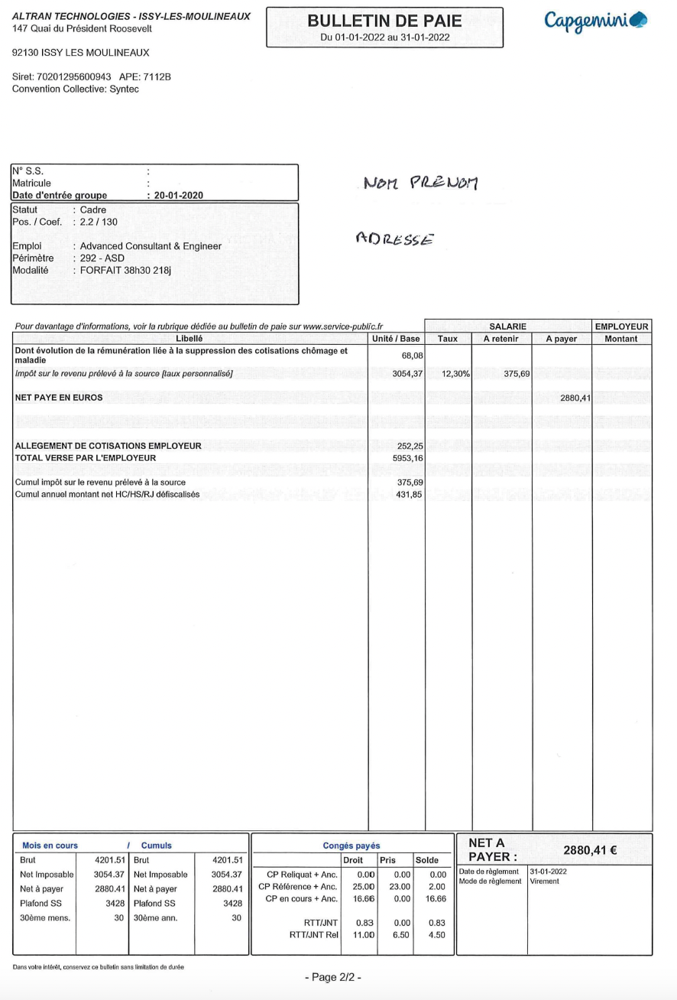 ALTRAN TECHNOLOGIES - ISSY-LES-MOULINEAUX
147 Quai du Président Roosevelt
92130 ISSY LES MOULINEAUX
Siret: 70201295600943 APE: 7112B
Convention Collective: Syntec
BULLETIN DE PAIE
Du 01-01-2022 au 31-01-2022
Capgemini
N° S.S. :
Matricule :
Date d'entrée groupe : 20-01-2020
Statut : Cadre
Pos. / Coef. : 2.2 / 130
Emploi : Advanced Consultant & Engineer
Périmètre : 292 - ASD
Modalité : FORFAIT 38h30 218j
NOM PRENOM
ADRESSE
Pour davantage d'informations, voir la rubrique dédiée au bulletin de paie sur www.service-public.fr SALARIE EMPLOYEUR
Libellé Unité / Base Taux A retenir A payer Montant
Dont évolution de la rémunération liée à la suppression des cotisations chômage et
maladie 68,08
Impôt sur le revenu prélevé à la source [taux personnalisé] 3054,37 12,30% 375,69
NET PAYE EN EUROS 2880,41
ALLEGEMENT DE COTISATIONS EMPLOYEUR 252,25
TOTAL VERSE PAR L'EMPLOYEUR 5953,16
Cumul impôt sur le revenu prélevé à la source 375,69
Cumul annuel montant net HC/HS/RJ défiscalisés 431,85
Mois en cours / Cumuls
Brut 4201.51 Brut 4201.51
Net Imposable 3054.37 Net Imposable 3054.37
Net à payer 2880.41 Net à payer 2880.41
Plafond SS 3428 Plafond SS 3428
30ème mens. 30 30ème ann. 30
Congés payés
Droit Pris Solde
CP Reliquat + Anc. 0.00 0.00 0.00
CP Référence + Anc. 25.00 23.00 2.00
CP en cours + Anc. 16.66 0.00 16.66
RTT/JNT 0.83 0.00 0.83
RTT/JNT Rel 11.00 6.50 4.50
NET A
PAYER : 2880,41 €
Date de règlement 31-01-2022
Mode de règlement Virement
Dans votre intérêt, conservez ce bulletin sans limitation de durée
- Page 2/2 -